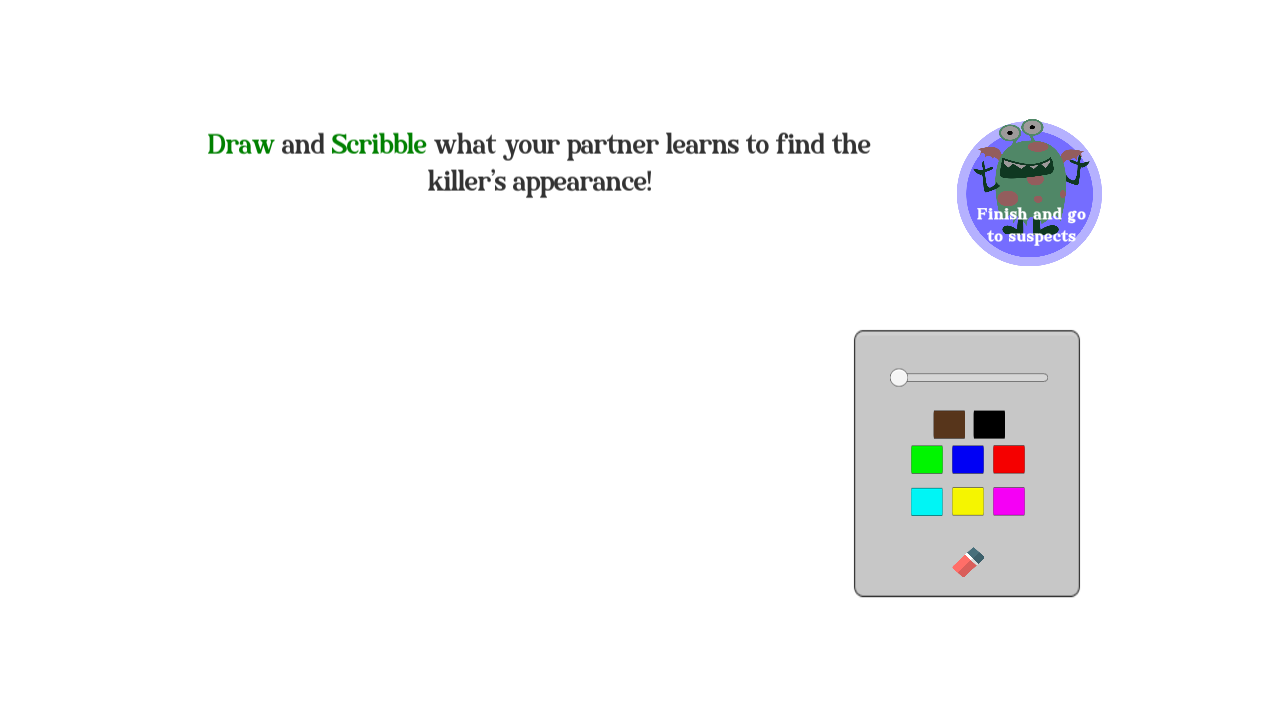 Draw and Scribble what your partner learns to find the
killer's appearance!
Finish and go
to suspects